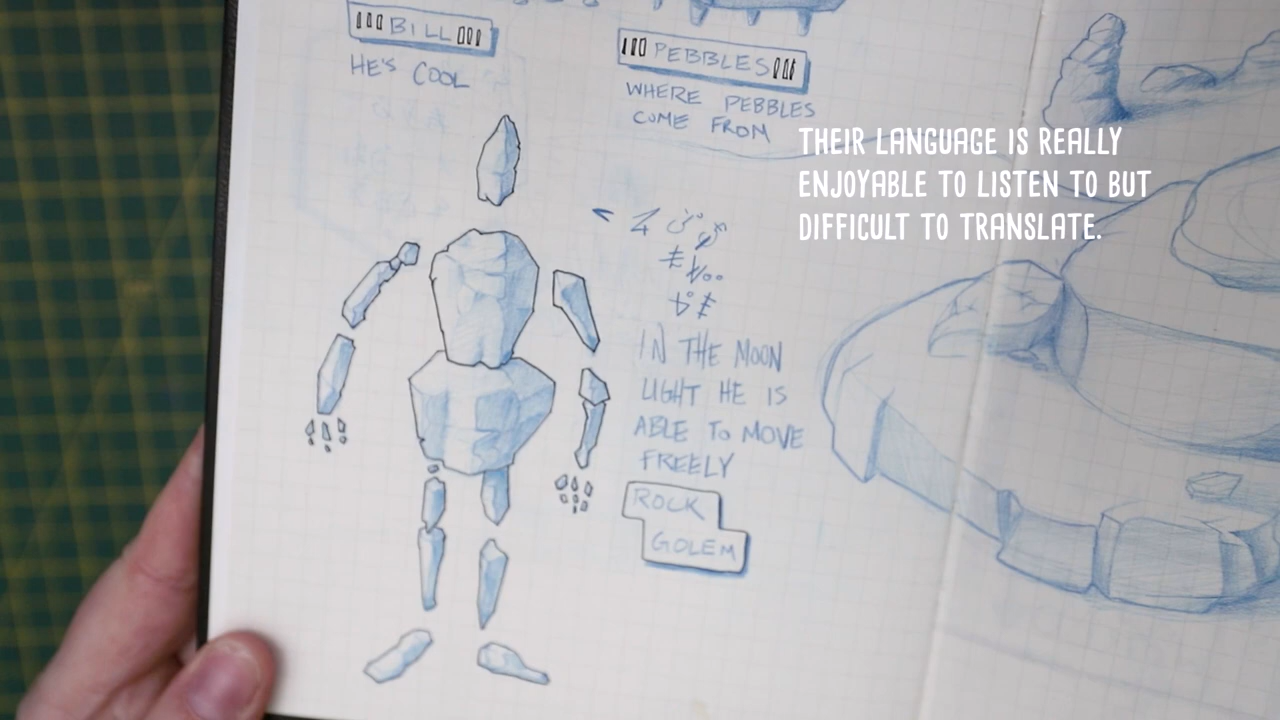 BILL
HE'S COOL
PEBBLES
WHERE PEBBLES
COME FROM
THEIR LANGUAGE IS REALLY
ENJOYABLE TO LISTEN TO BUT
DIFFICULT TO TRANSLATE.
IN THE MOON
LIGHT HE IS
ABLE TO MOVE
FREELY
ROCK
GOLEM